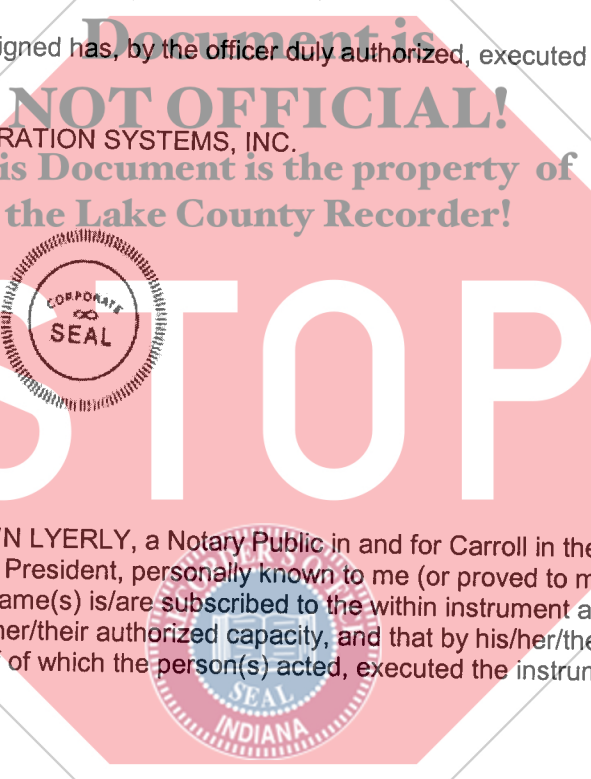 Document is
igned has, by the officer duly authorized, executed
NOT OFFICIAL!
RATION SYSTEMS, INC.
is Document is the property of
the Lake County Recorder!
CORPORATE
SEAL
STOP
N LYERLY, a Notary Public in and for Carroll in the
President, personally known to me (or proved to m
ame(s) is/are subscribed to the within instrument a
her/their authorized capacity, and that by his/her/the
of which the person(s) acted, executed the instrum
RECORDER'S OFFICE
SEAL
INDIANA